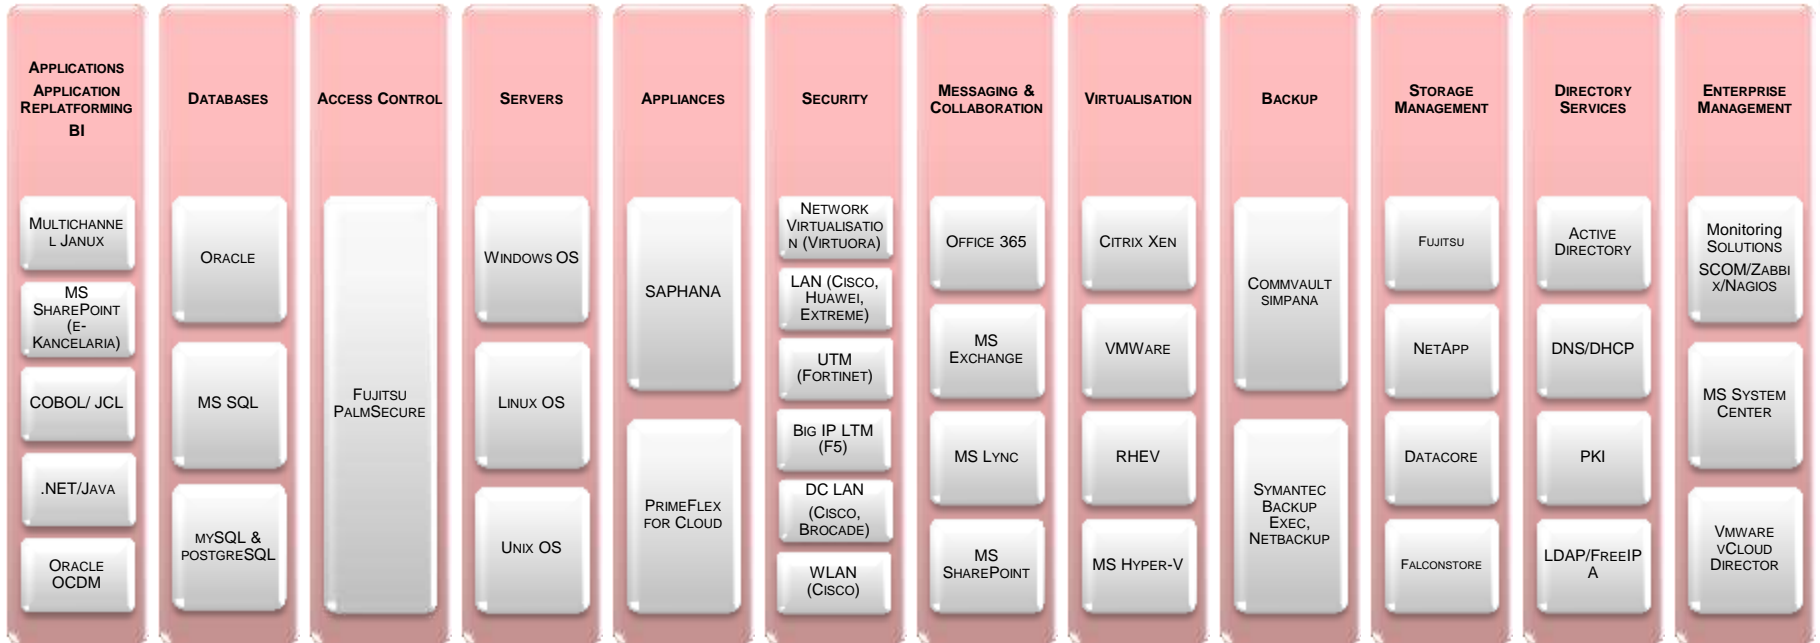 APPLICATIONS
APPLICATION
REPLATFORMING
BI
MULTICHANNE
L JANUX
MS
SHAREPOINT
(E-
KANCELARIA)
COBOL/ JCL
.NET/JAVA
ORACLE
OCDM
DATABASES
ORACLE
MS SQL
MYSQL &
POSTGRESQL
ACCESS CONTROL
FUJITSU
PALMSECURE
SERVERS
WINDOWS OS
LINUX OS
UNIX OS
APPLIANCES
SAPHANA
PRIMEFLEX
FOR CLOUD
SECURITY
NETWORK
VIRTUALISATIO
N (VIRTUORA)
LAN (CISCO,
HUAWEI,
EXTREME)
UTM
(FORTINET)
BIG IP LTM
(F5)
DC LAN
(CISCO,
BROCADE)
WLAN
(CISCO)
MESSAGING &
COLLABORATION
OFFICE 365
MS
EXCHANGE
MS LYNC
MS
SHAREPOINT
VIRTUALISATION
CITRIX XEN
VMWARE
RHEV
MS HYPER-V
BACKUP
COMMVAULT
SIMPANA
SYMANTEC
BACKUP
EXEC,
NETBACKUP
STORAGE
MANAGEMENT
FUJITSU
NETAPP
DATACORE
FALCONSTORE
DIRECTORY
SERVICES
ACTIVE
DIRECTORY
DNS/DHCP
PKI
LDAP/FREEIP
A
ENTERPRISE
MANAGEMENT
Monitoring
SOLUTIONS
SCOM/ZABBI
X/NAGIOS
MS SYSTEM
CENTER
VMWARE
VCLOUD
DIRECTOR